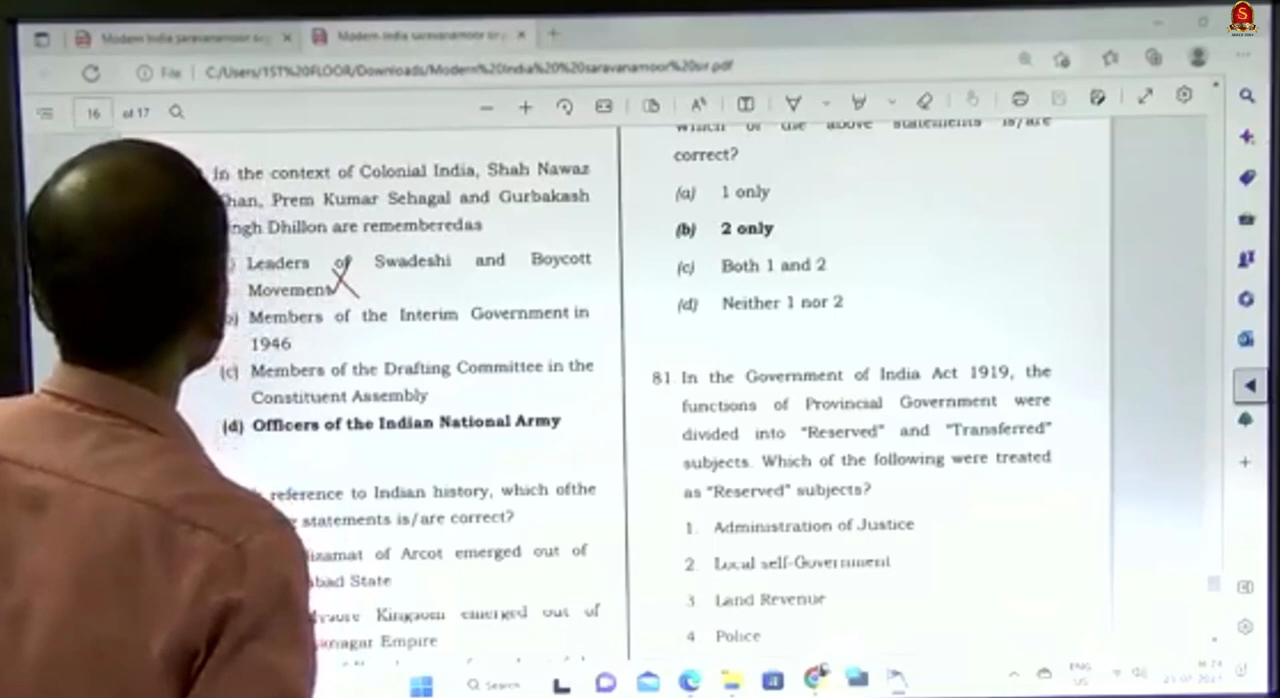 Modern India saravanamoor
Modern India saravanamoor
File C:/Users/1ST%20FLOOR/Downloads/Modern%20India%20%20saravanamoor%20sir.pdf
16 of 17
S
in the context of Colonial India, Shah Nawaz
Prem Kumar Sehagal and Gurbakash
Dhillon are rememberedas
Leaders of Swadeshi and Boycott
Movement
Members of the Interim Government in
1946
(c) Members of the Drafting Committee in the
Constituent Assembly
(d) Officers of the Indian National Army
reference to Indian history, which ofthe
statements is/are correct?
of Arcot emerged out of
State
Kingdom emerged out of
Empire
which of the above statements is/are
correct?
(a) 1 only
(b) 2 only
(c) Both 1 and 2
(d) Neither 1 nor 2
81. In the Government of India Act 1919, the
functions of Provincial Government were
divided into "Reserved" and "Transferred"
subjects. Which of the following were treated
as "Reserved" subjects?
1. Administration of Justice
2. Local self-Government
3 Land Revenue
4 Police
Search
ENG
US